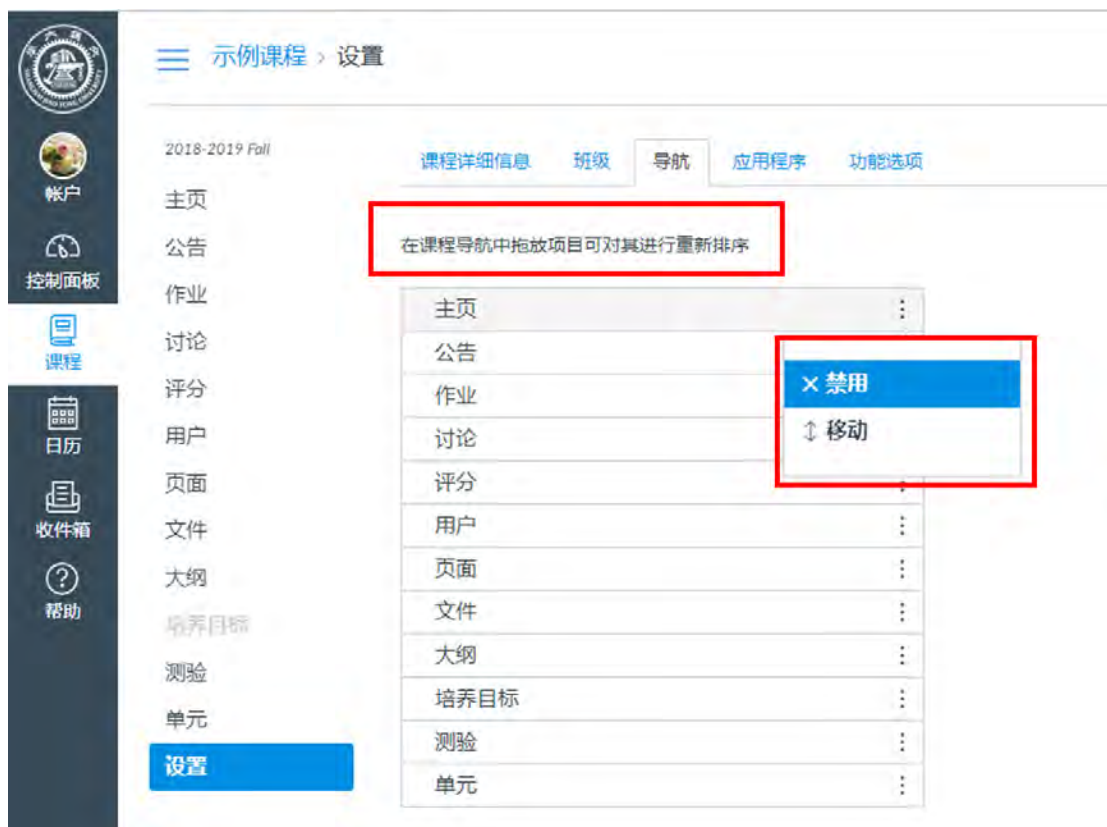 示例课程 › 设置
帐户
控制面板
课程
日历
收件箱
帮助
2018-2019 Fall
主页
公告
作业
讨论
评分
用户
页面
文件
大纲
培养目标
测验
单元
设置
课程详细信息 班级 导航 应用程序 功能选项
在课程导航中拖放项目可对其进行重新排序
主页
公告
作业
讨论
评分
用户
页面
文件
大纲
培养目标
测验
单元
禁用
移动